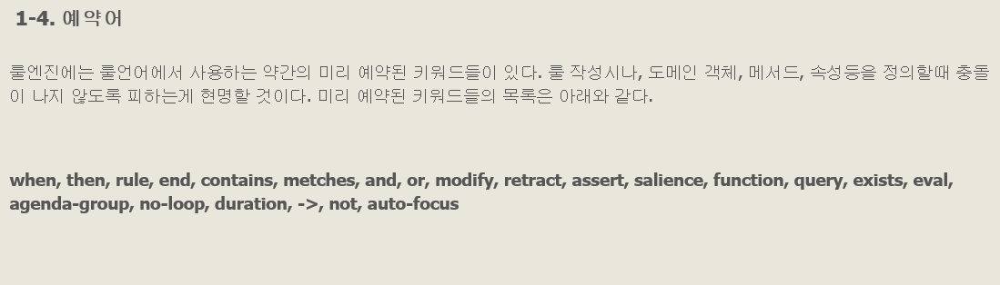 1-4. 예약어
룰엔진에는 룰언어에서 사용하는 약간의 미리 예약된 키워드들이 있다. 룰 작성시나, 도메인 객체, 메서드, 속성등을 정의할때 충돌
이 나지 않도록 피하는게 현명할 것이다. 미리 예약된 키워드들의 목록은 아래와 같다.
when, then, rule, end, contains, metches, and, or, modify, retract, assert, salience, function, query, exists, eval,
agenda-group, no-loop, duration, ->, not, auto-focus